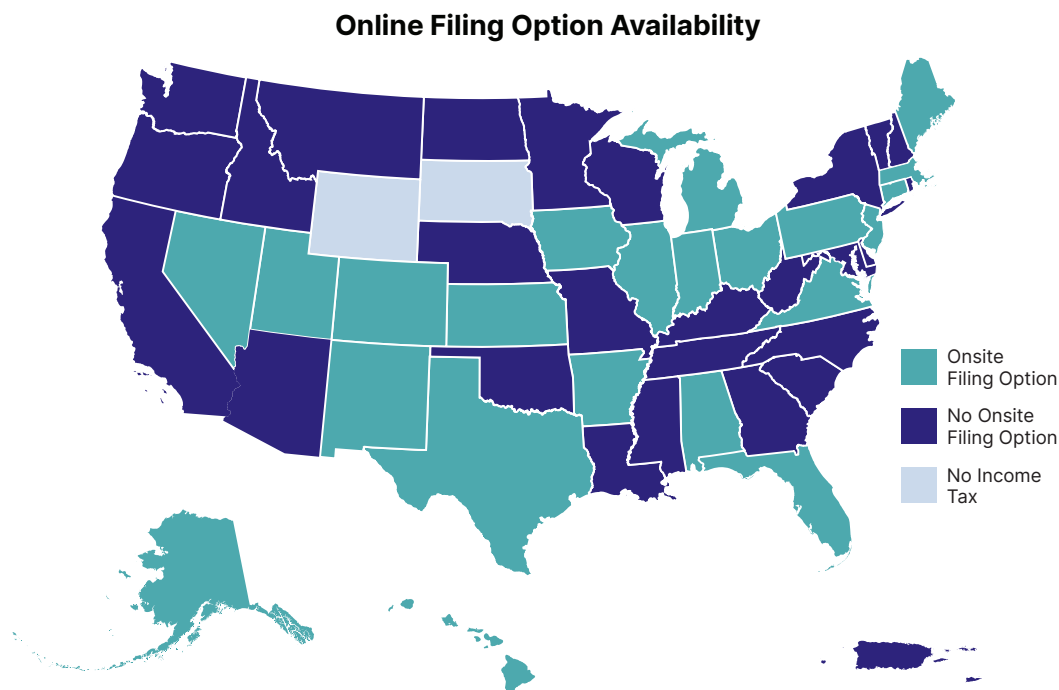 Online Filing Option Availability
Onsite
Filing Option
No Onsite
Filing Option
No Income
Tax